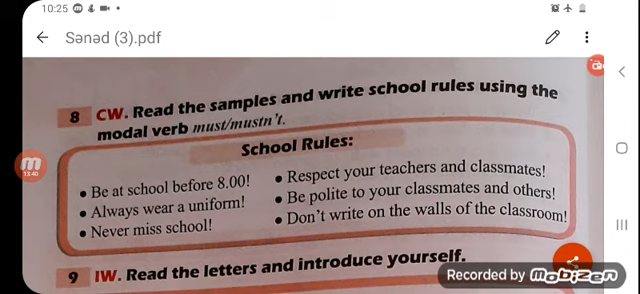 10:25
Sənəd (3).pdf
8 CW. Read the samples and write school rules using the
modal verb must/mustn't.
School Rules:
• Be at school before 8.00!
• Always wear a uniform!
• Never miss school!
• Respect your teachers and classmates!
• Be polite to your classmates and others!
• Don't write on the walls of the classroom!
9 IW. Read the letters and introduce yourself.
m
13:40
Recorded by mobizen